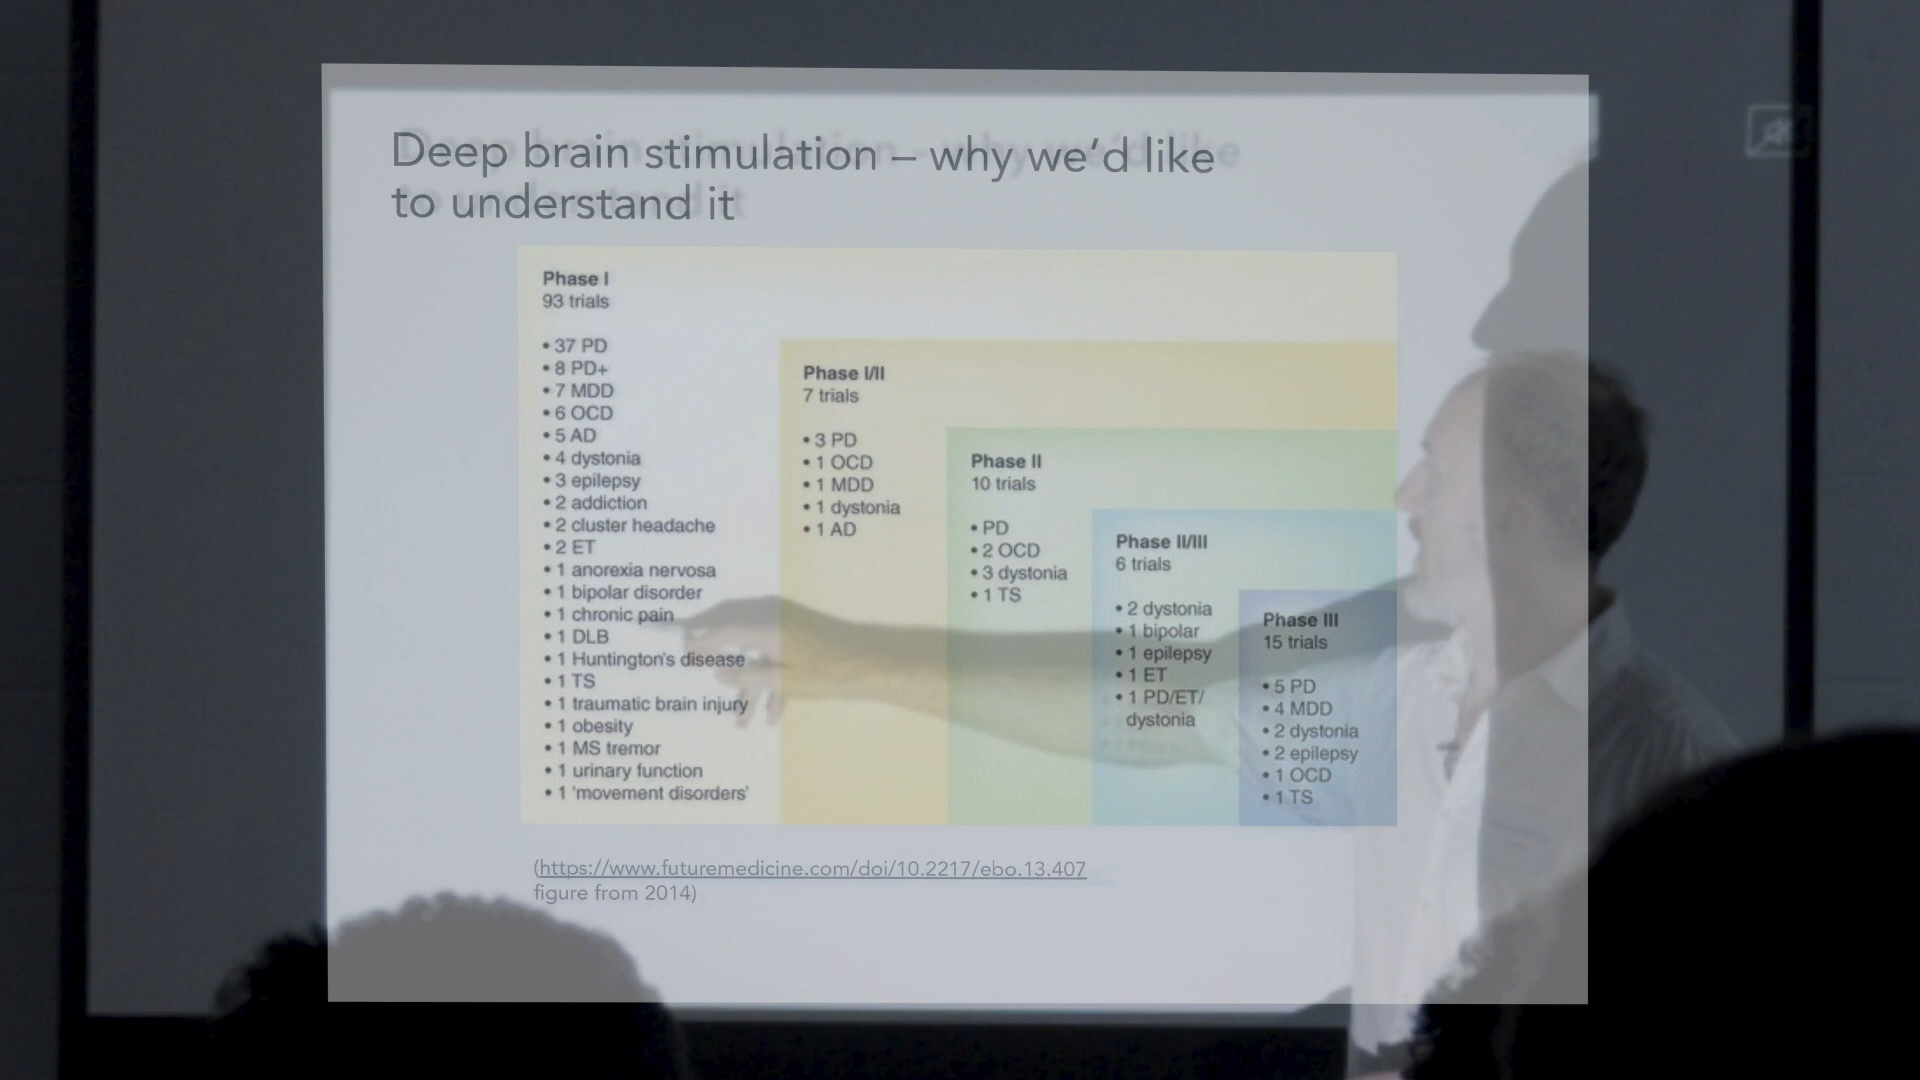 Deep brain stimulation – why we'd like
to understand it
Phase I
93 trials
• 37 PD
• 8 PD+
• 7 MDD
• 6 OCD
• 5 AD
• 4 dystonia
• 3 epilepsy
• 2 addiction
• 2 cluster headache
• 2 ET
• 1 anorexia nervosa
• 1 bipolar disorder
• 1 chronic pain
• 1 DLB
• 1 Huntington's disease
• 1 TS
• 1 traumatic brain injury
• 1 obesity
• 1 MS tremor
• 1 urinary function
• 1 'movement disorders'
Phase I/II
7 trials
• 3 PD
• 1 OCD
• 1 MDD
• 1 dystonia
• 1 AD
Phase II
10 trials
• PD
• 2 OCD
• 3 dystonia
• 1 TS
Phase II/III
6 trials
• 2 dystonia
• 1 bipolar
• 1 epilepsy
• 1 ET
• 1 PD/ET/
dystonia
Phase III
15 trials
• 5 PD
• 4 MDD
• 2 dystonia
• 2 epilepsy
• 1 OCD
• 1 TS
(https://www.futuremedicine.com/doi/10.2217/ebo.13.407
figure from 2014)